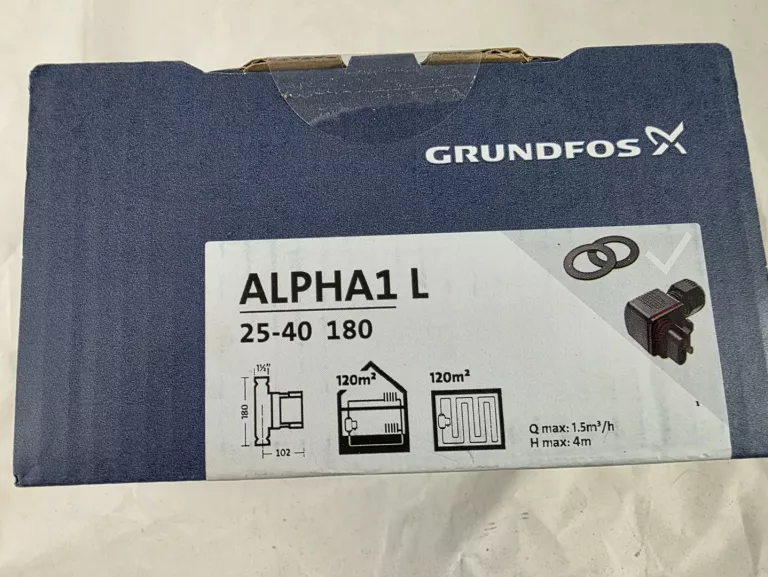 GRUNDFOS
ALPHA1 L
25-40 180
1½"
180
102
120m²
120m²
Q max: 1.5m³/h
H max: 4m